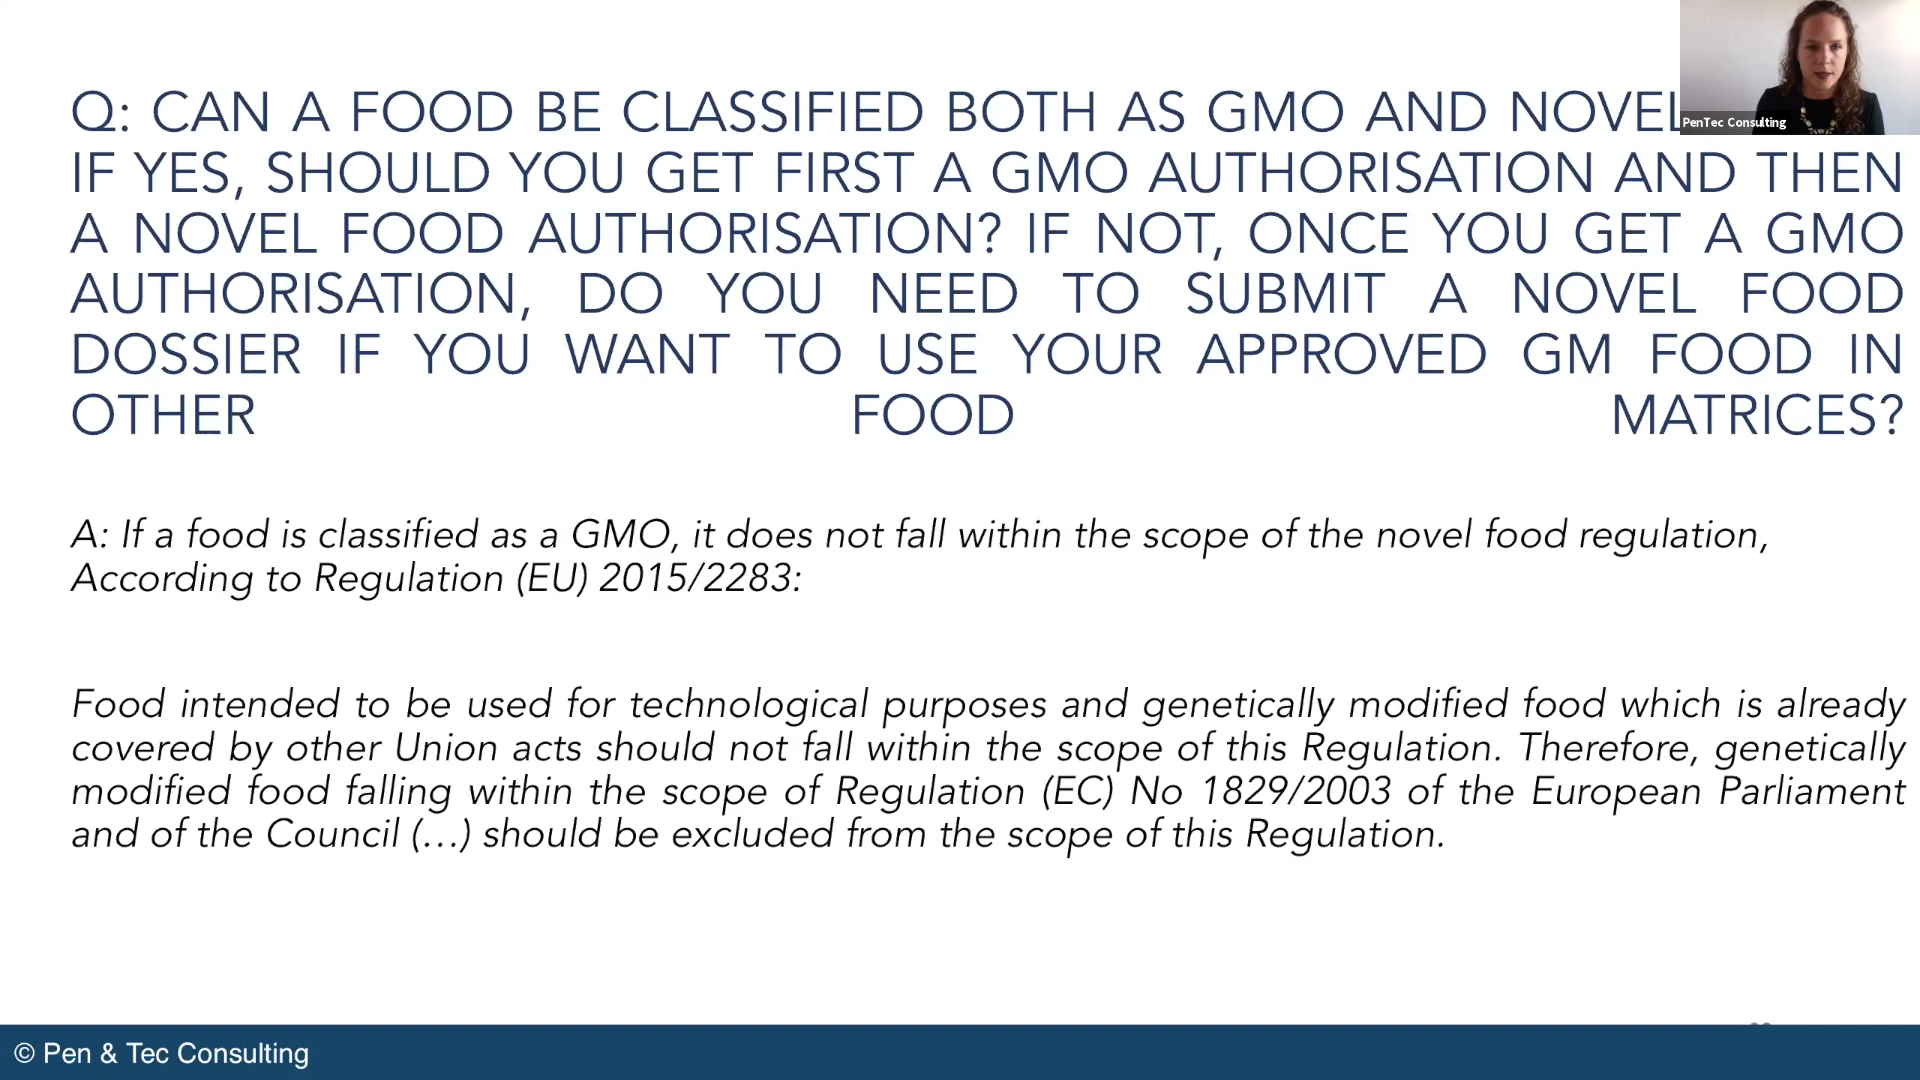 Q: CAN A FOOD BE CLASSIFIED BOTH AS GMO AND NOVEL
IF YES, SHOULD YOU GET FIRST A GMO AUTHORISATION AND THEN
A NOVEL FOOD AUTHORISATION? IF NOT, ONCE YOU GET A GMO
AUTHORISATION, DO YOU NEED TO SUBMIT A NOVEL FOOD
DOSSIER IF YOU WANT TO USE YOUR APPROVED GM FOOD IN
OTHER FOOD MATRICES?
PenTec Consulting
A: If a food is classified as a GMO, it does not fall within the scope of the novel food regulation,
According to Regulation (EU) 2015/2283:
Food intended to be used for technological purposes and genetically modified food which is already
covered by other Union acts should not fall within the scope of this Regulation. Therefore, genetically
modified food falling within the scope of Regulation (EC) No 1829/2003 of the European Parliament
and of the Council (…) should be excluded from the scope of this Regulation.
© Pen & Tec Consulting